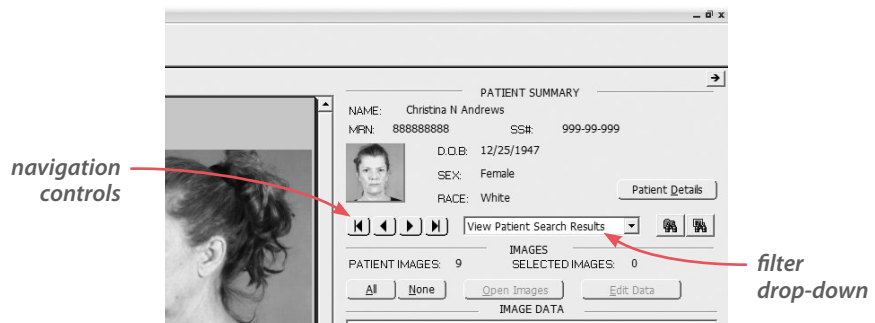 PATIENT SUMMARY
NAME: Christina N Andrews
MRN: 888888888 SS#: 999-99-999
D.O.B: 12/25/1947
SEX: Female
RACE: White
Patient Details
navigation
controls
View Patient Search Results
IMAGES
PATIENT IMAGES: 9 SELECTED IMAGES: 0
filter
drop-down
All None Open Images Edit Data
IMAGE DATA